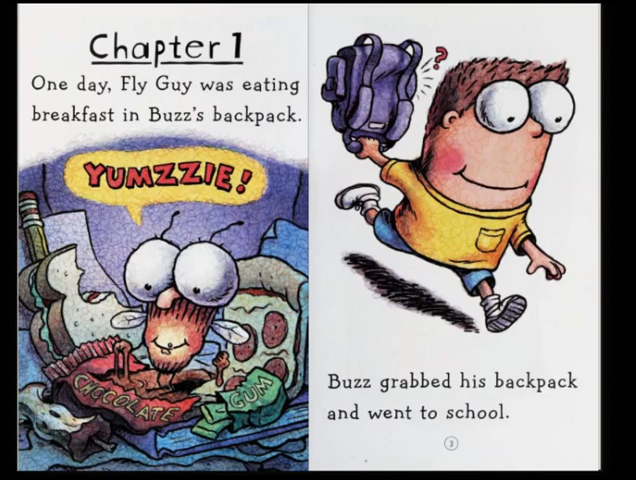 Chapter 1
One day, Fly Guy was eating
breakfast in Buzz's backpack.
YUMZZIE!
CHOCOLATE
GUM
?
Buzz grabbed his backpack
and went to school.
3